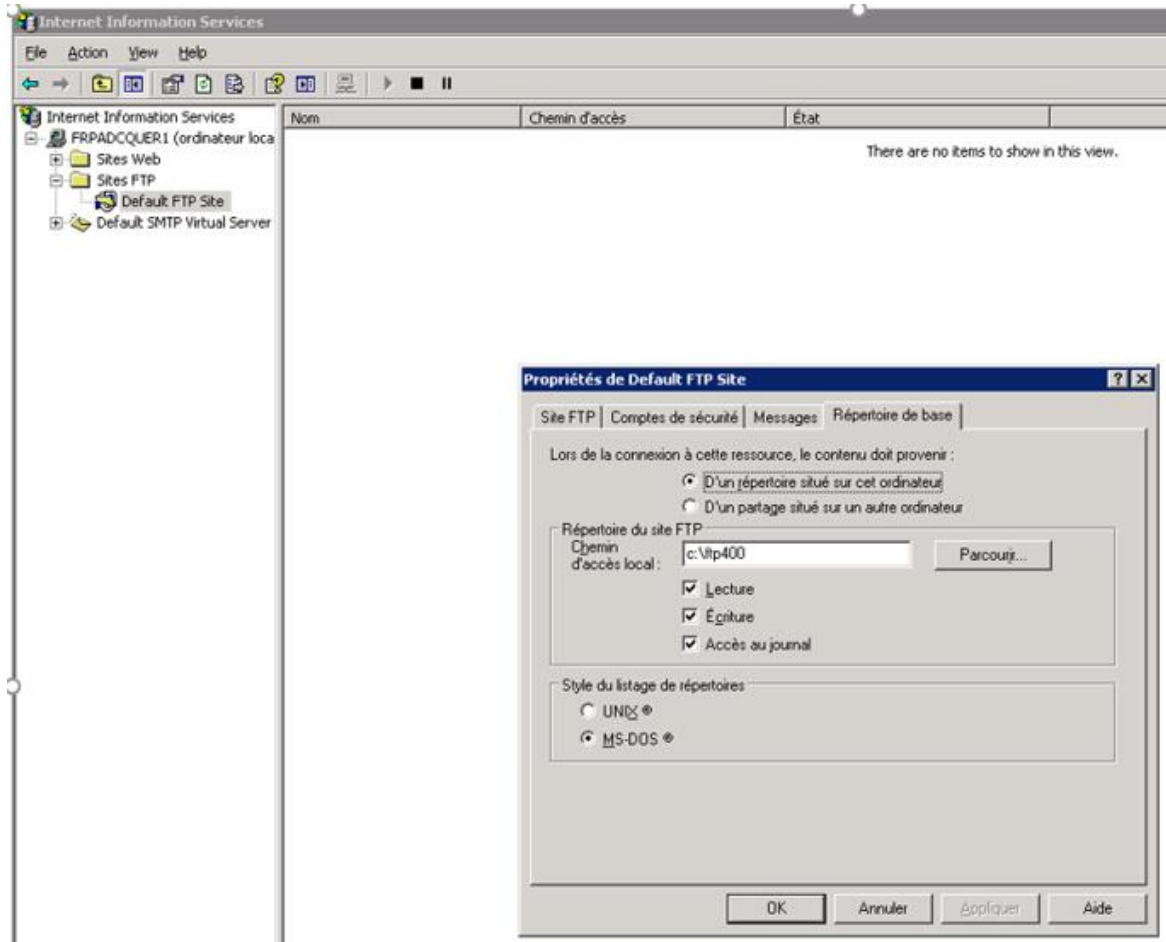 Internet Information Services
File Action View Help
Internet Information Services
FRPADCQUER1 (ordinateur loca
Sites Web
Sites FTP
Default FTP Site
Default SMTP Virtual Server
Nom Chemin d'accès État
There are no items to show in this view.
Propriétés de Default FTP Site
Site FTP Comptes de sécurité Messages Répertoire de base
Lors de la connexion à cette ressource, le contenu doit provenir :
D'un répertoire situé sur cet ordinateur
D'un partage situé sur un autre ordinateur
Répertoire du site FTP
Chemin
d'accès local :
c:\ftp400
Parcourir...
Lecture
Écriture
Accès au journal
Style du listage de répertoires
UNIX ®
MS-DOS ®
OK Annuler Appliquer Aide